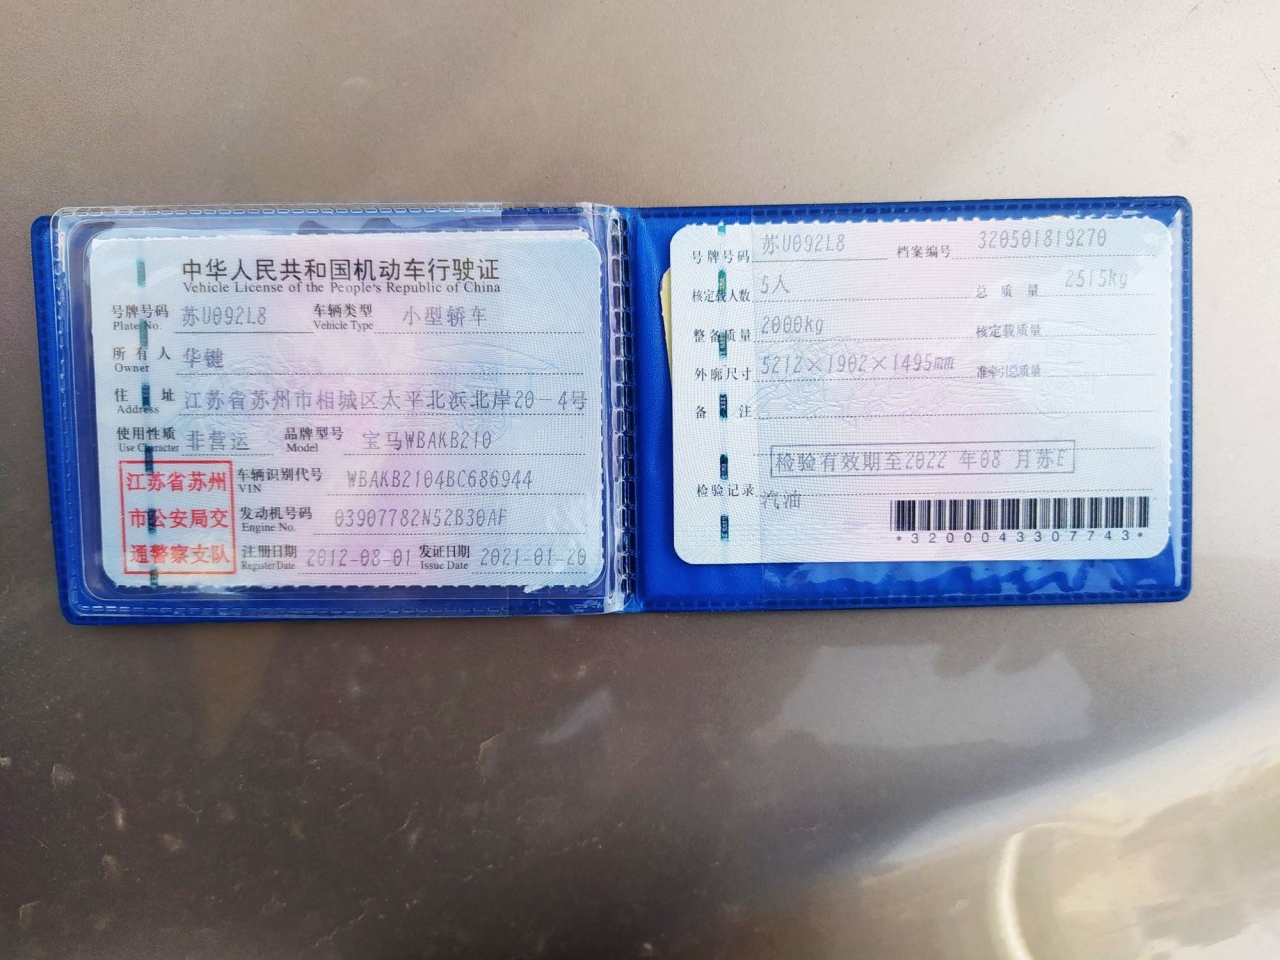 中华人民共和国机动车行驶证
Vehicle License of the People's Republic of China
号牌号码 苏U092L8 车辆类型 小型轿车
Plate No. Vehicle Type
所有人 华键
Owner
住址 江苏省苏州市相城区太平北浜北岸20-4号
Address
使用性质 非营运 品牌型号 宝马WBAKB210
Use Character Model
江苏省苏州
市公安局交
通警察支队
车辆识别代号 WBAKB2104BC686944
VIN
发动机号码 03907782N52B30AF
Engine No.
注册日期 2012-08-01 发证日期 2021-01-20
Register Date Issue Date
号牌号码 苏U092L8 档案编号 320501819270
核定载人数 5人 总质量 2515kg
整备质量 2000kg 核定载质量
外廓尺寸 5212×1902×1495mm 准牵引总质量
备注
检验有效期至2022年08月苏E
检验记录
汽油
*3200043307743*